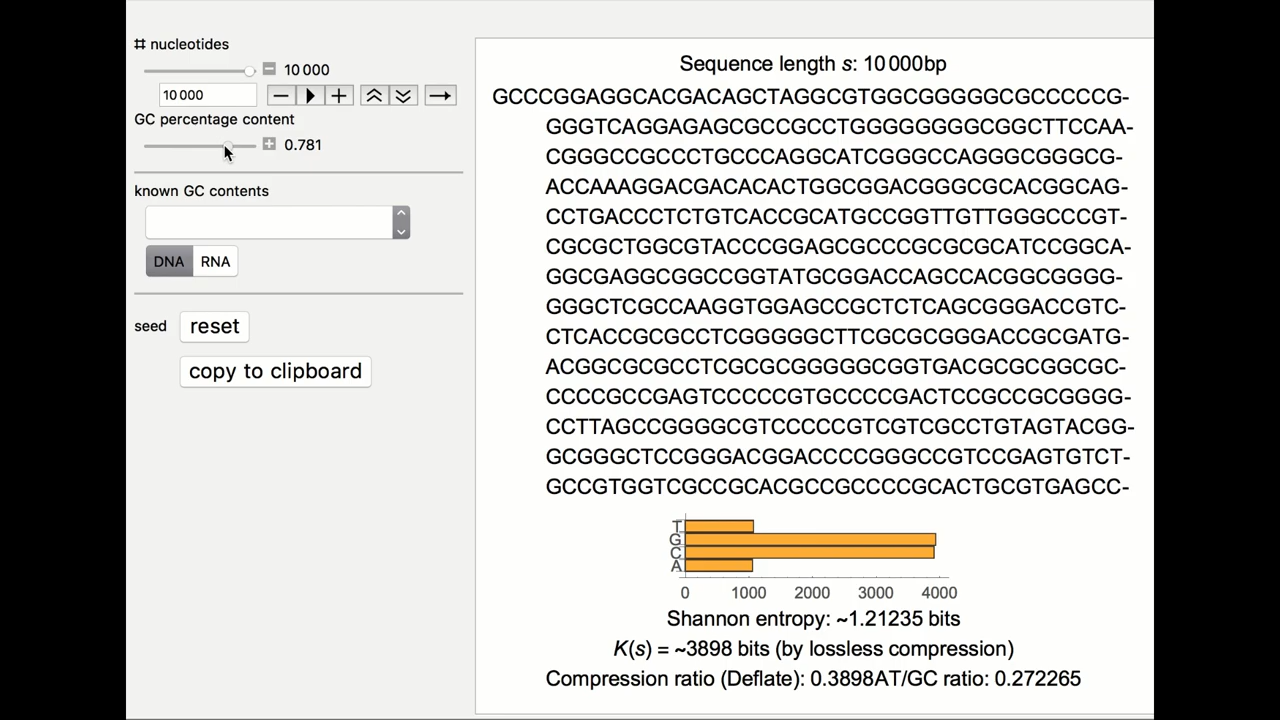 # nucleotides
10 000
10 000
GC percentage content
0.781
known GC contents
DNA RNA
seed reset
copy to clipboard
Sequence length s: 10 000bp
GCCCGGAGGCACGACAGCTAGGCGTGGCGGGGGCGCCCCCG-
GGGTCAGGAGAGCGCCGCCTGGGGGGGGCGGCTTCCAA-
CGGGCCGCCCTGCCCAGGCATCGGGCCAGGGCGGGCG-
ACCAAAGGACGACACACTGGCGGACGGGCGCACGGCAG-
CCTGACCCTCTGTCACCGCATGCCGGTTGTTGGGCCCGT-
CGCGCTGGCGTACCCGGAGCGCCCGCGCGCATCCGGCA-
GGCGAGGCGGCCGGTATGCGGACCAGCCACGGCGGGG-
GGGCTCGCCAAGGTGGAGCCGCTCTCAGCGGGACCGTC-
CTCACCGCGCCTCGGGGGCTTCGCGCGGGACCGCGATG-
ACGGCGCGCCTCGCGCGGGGGCGGTGACGCGCGGCGC-
CCCCGCCGAGTCCCCCGTGCCCCGACTCCGCCGCGGGG-
CCTTAGCCGGGGCGTCCCCCGTCGTCGCCTGTAGTACGG-
GCGGGCTCCGGGACGGACCCCGGGCCGTCCGAGTGTCT-
GCCGTGGTCGCCGCACGCCGCCCCGCACTGCGTGAGCC-
T
G
C
A
0 1000 2000 3000 4000
Shannon entropy: ~1.21235 bits
K(s) = ~3898 bits (by lossless compression)
Compression ratio (Deflate): 0.3898AT/GC ratio: 0.272265